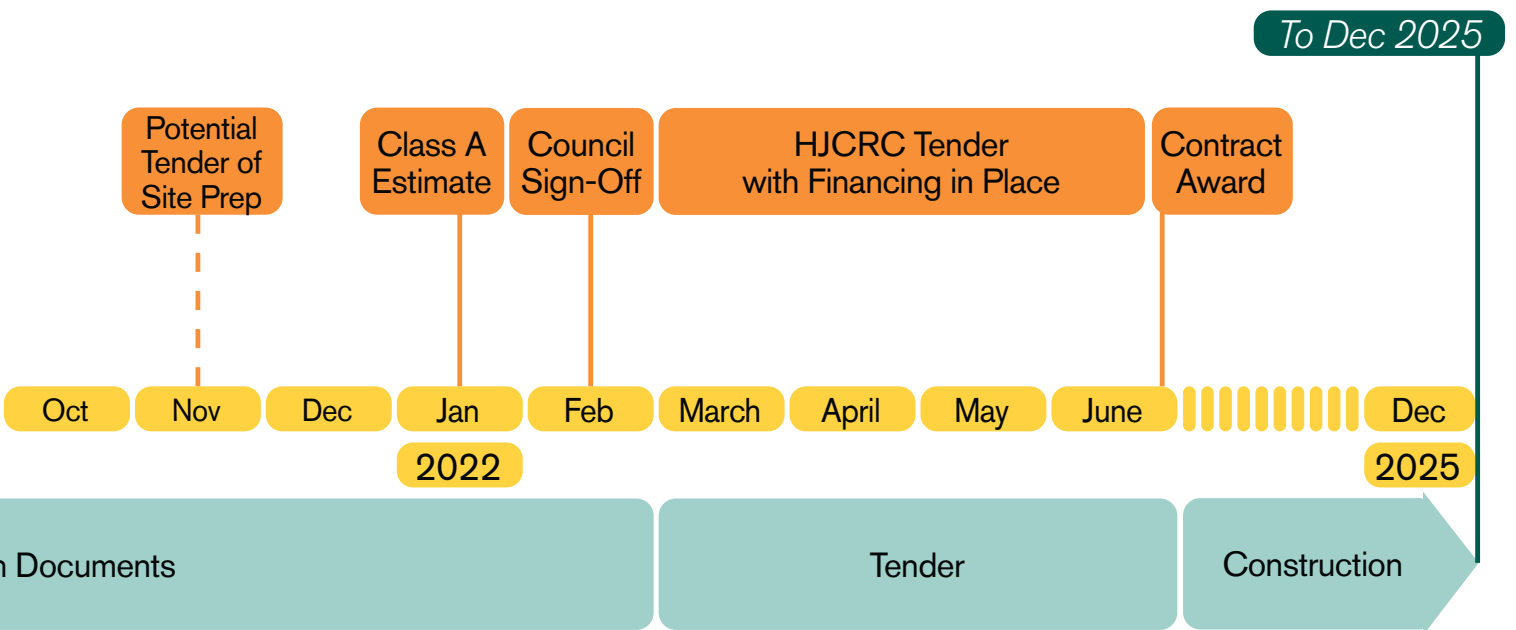 To Dec 2025
Potential
Tender of
Site Prep
Class A
Estimate
Council
Sign-Off
HJCRC Tender
with Financing in Place
Contract
Award
Oct
Nov
Dec
Jan
Feb
March
April
May
June
Dec
2022
2025
n Documents
Tender
Construction